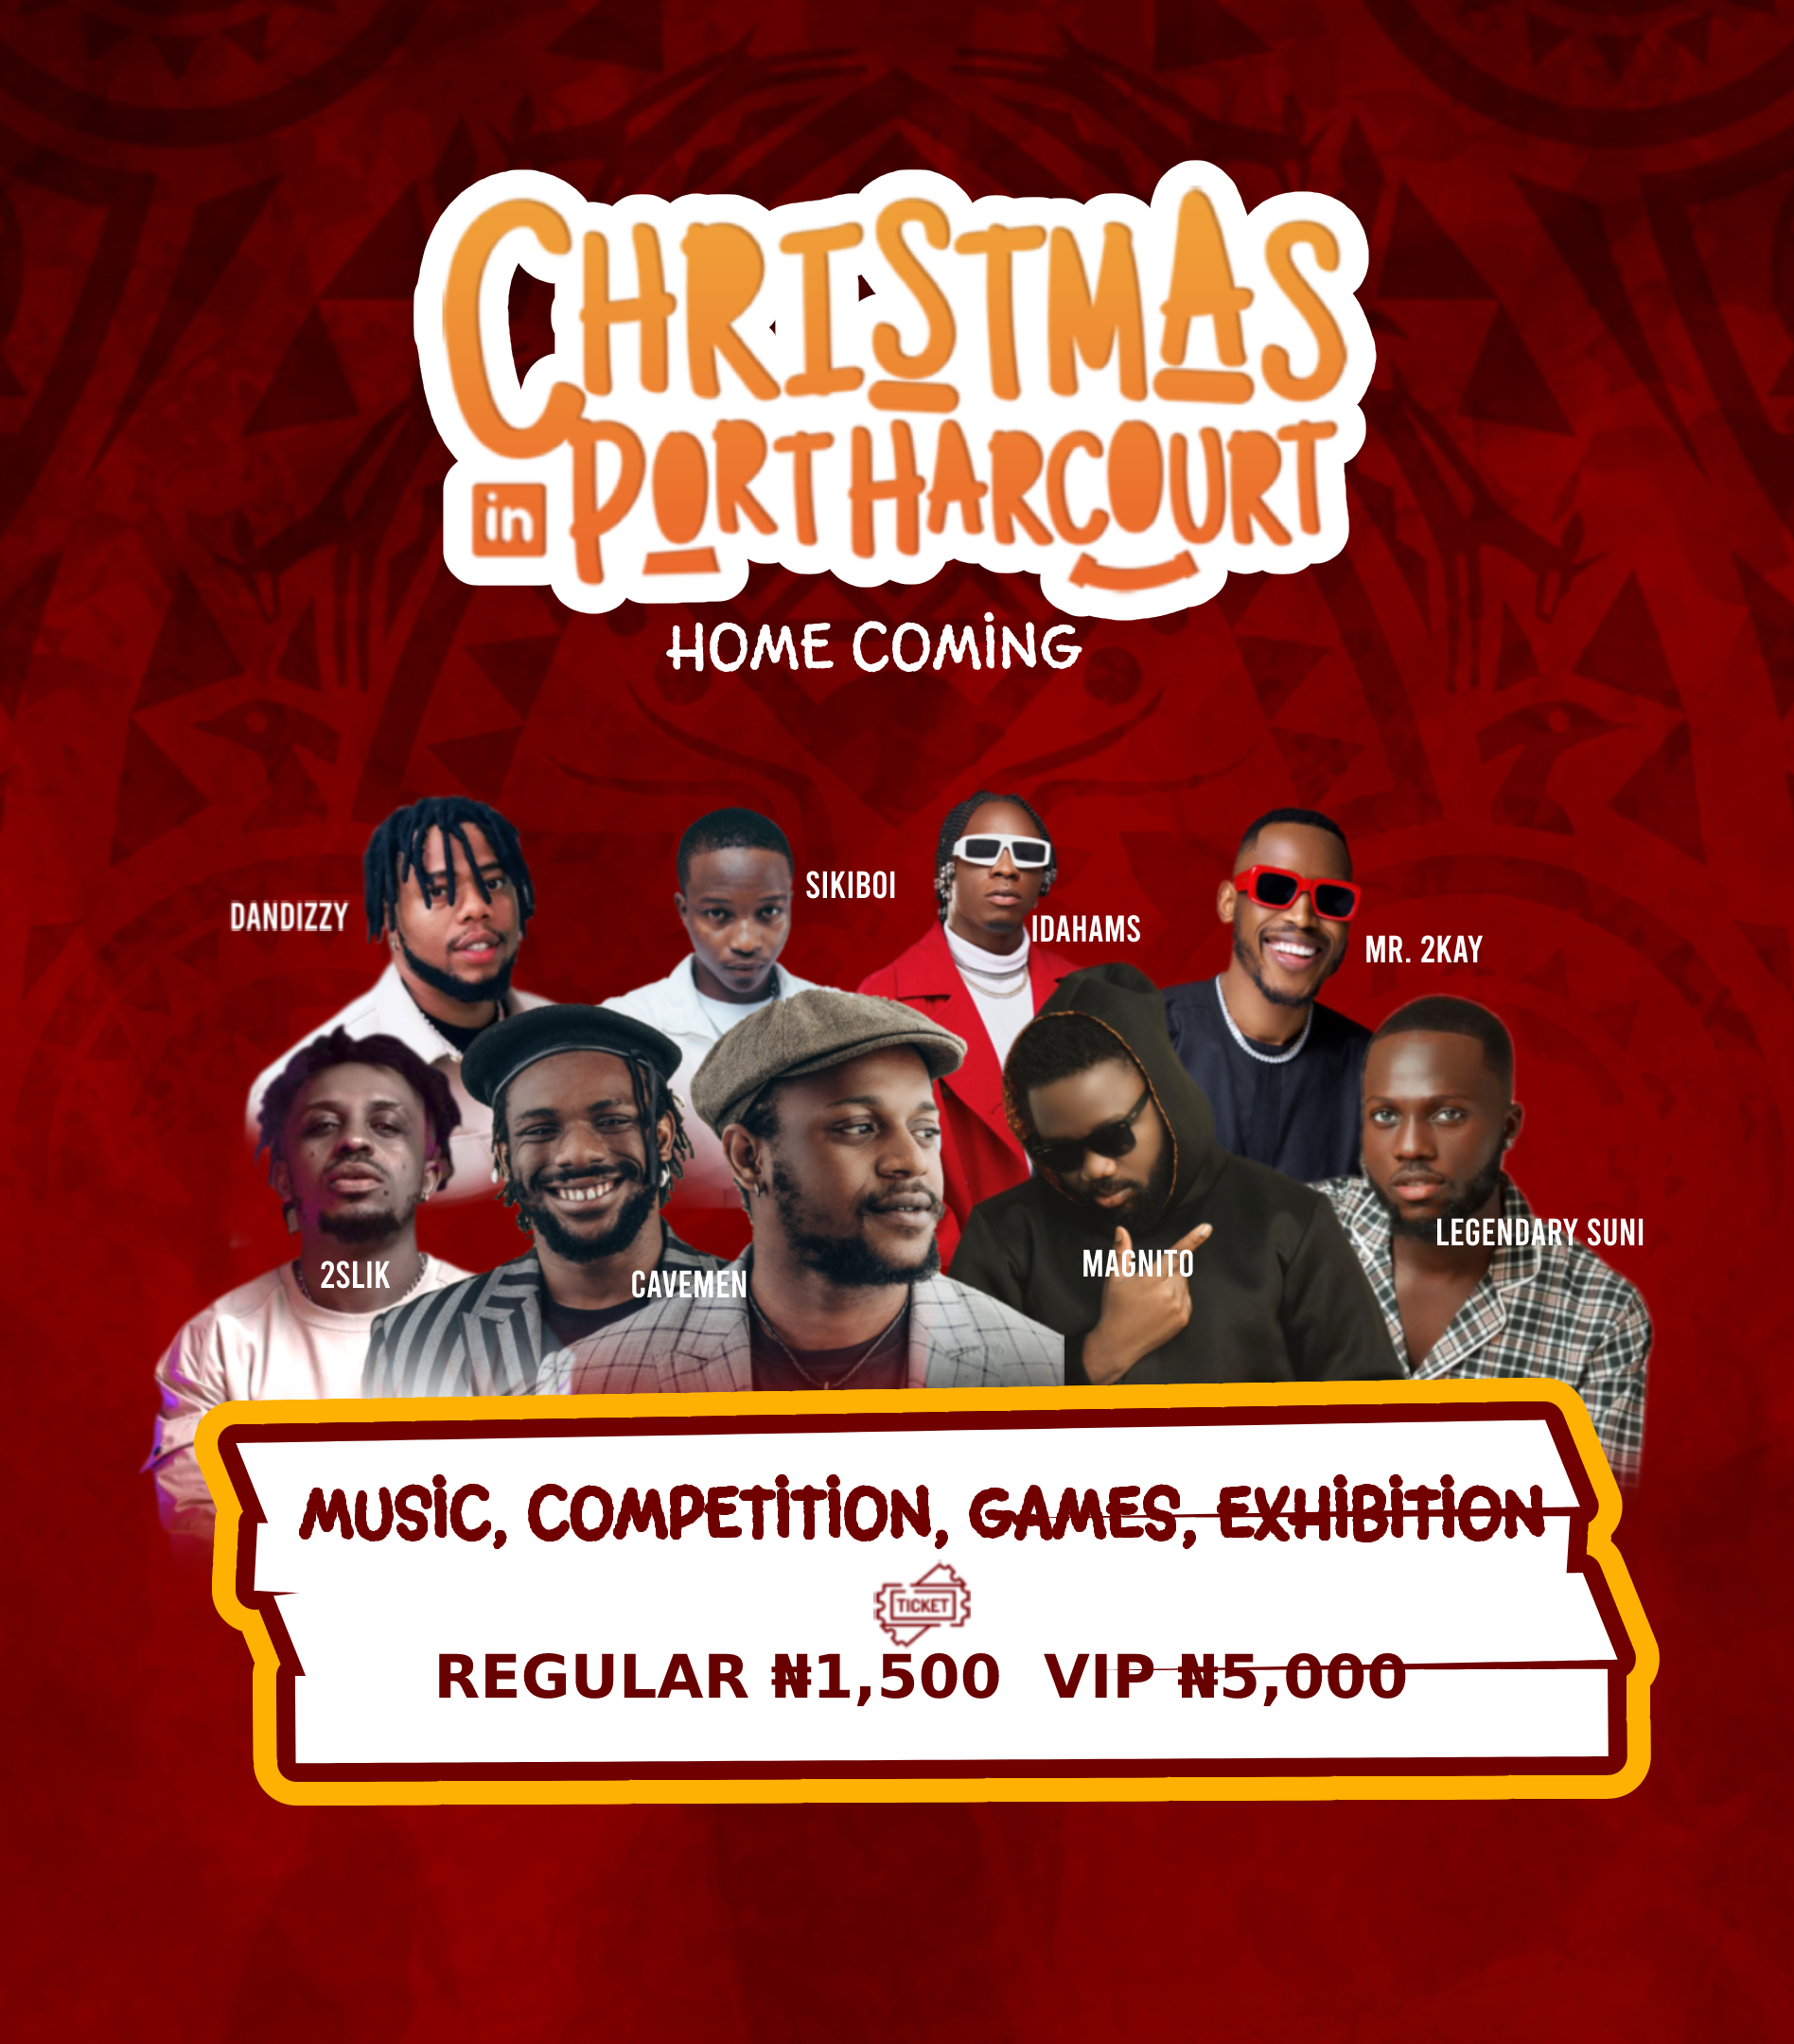 CHRISTMAS
in PORT HARCOURT
HOME COMING
DANDIZZY
SIKIBOI
IDAHAMS
MR. 2KAY
2SLIK
CAVEMEN
MAGNITO
LEGENDARY SUNI
MUSIC, COMPETITION, GAMES, EXHIBITION
TICKET
REGULAR ₦1,500 VIP ₦5,000